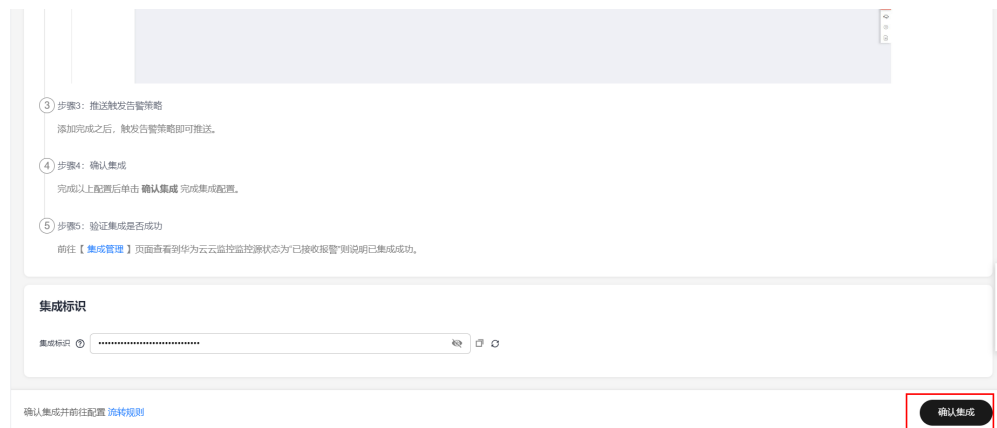 3 步骤3：推送触发告警策略
添加完成之后，触发告警策略即可推送。
4 步骤4：确认集成
完成以上配置后单击 确认集成 完成集成配置。
5 步骤5：验证集成是否成功
前往【 集成管理 】页面查看到华为云云监控监控源状态为“已接收报警”则说明已集成成功。
集成标识
集成标识
确认集成并前往配置 流转规则
确认集成